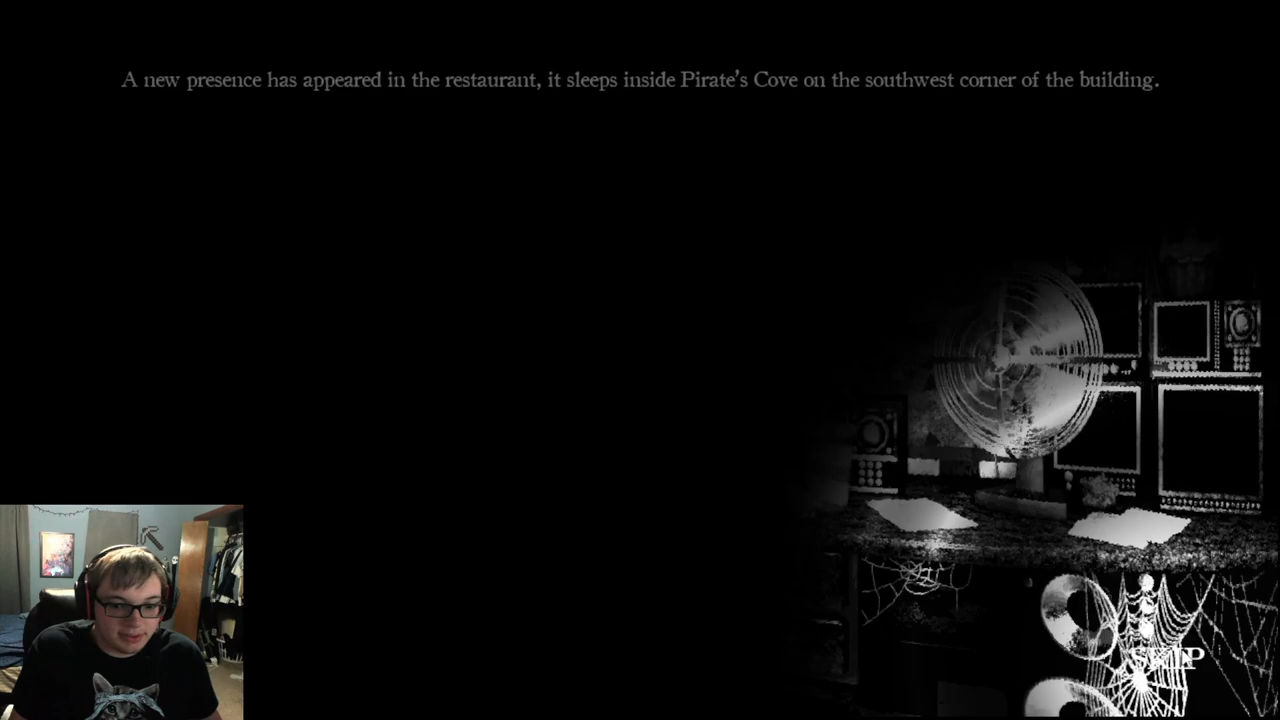 A new presence has appeared in the restaurant, it sleeps inside Pirate's Cove on the southwest corner of the building.
SKIP